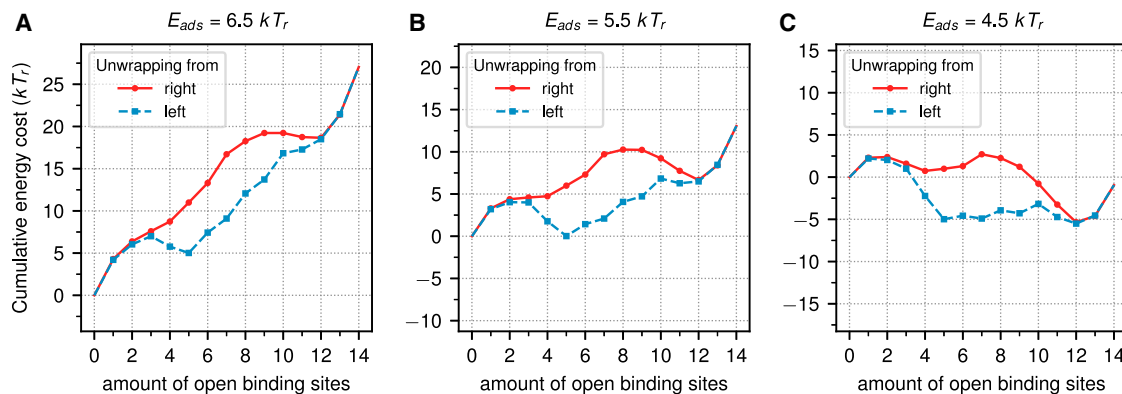 A
E_ads = 6.5 kT_r
Cumulative energy cost (kT_r)
25
20
15
10
5
0
Unwrapping from
right
left
0 2 4 6 8 10 12 14
amount of open binding sites
B
E_ads = 5.5 kT_r
20
15
10
5
0
−5
−10
Unwrapping from
right
left
0 2 4 6 8 10 12 14
amount of open binding sites
C
E_ads = 4.5 kT_r
15
10
5
0
−5
−10
−15
Unwrapping from
right
left
0 2 4 6 8 10 12 14
amount of open binding sites